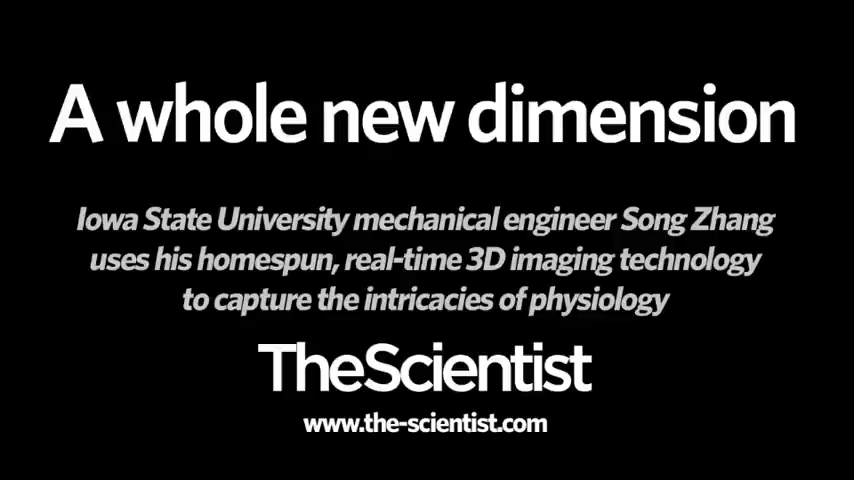 A whole new dimension
Iowa State University mechanical engineer Song Zhang
uses his homespun, real-time 3D imaging technology
to capture the intricacies of physiology
TheScientist
www.the-scientist.com